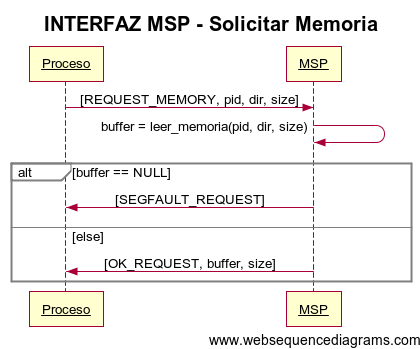 INTERFAZ MSP - Solicitar Memoria
Proceso MSP
[REQUEST_MEMORY, pid, dir, size]
buffer = leer_memoria(pid, dir, size)
alt [buffer == NULL]
[SEGFAULT_REQUEST]
[else]
[OK_REQUEST, buffer, size]
Proceso MSP
www.websequencediagrams.com